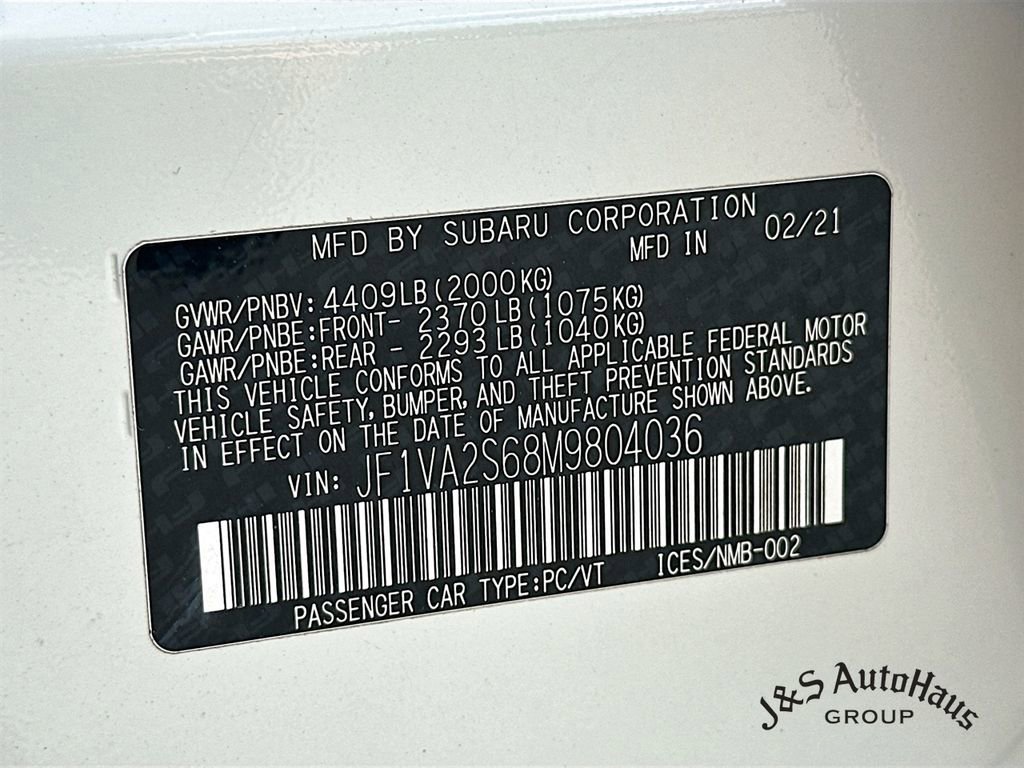 MFD BY SUBARU CORPORATION 02/21
MFD IN
GVWR/PNBV: 4409LB(2000KG)
GAWR/PNBE:FRONT- 2370LB(1075KG)
GAWR/PNBE:REAR - 2293LB(1040KG)
THIS VEHICLE CONFORMS TO ALL APPLICABLE FEDERAL MOTOR
VEHICLE SAFETY, BUMPER, AND THEFT PREVENTION STANDARDS
IN EFFECT ON THE DATE OF MANUFACTURE SHOWN ABOVE.
VIN: JF1VA2S68M9804036
PASSENGER CAR TYPE:PC/VT ICES/NMB-002
J&S AutoHaus
GROUP